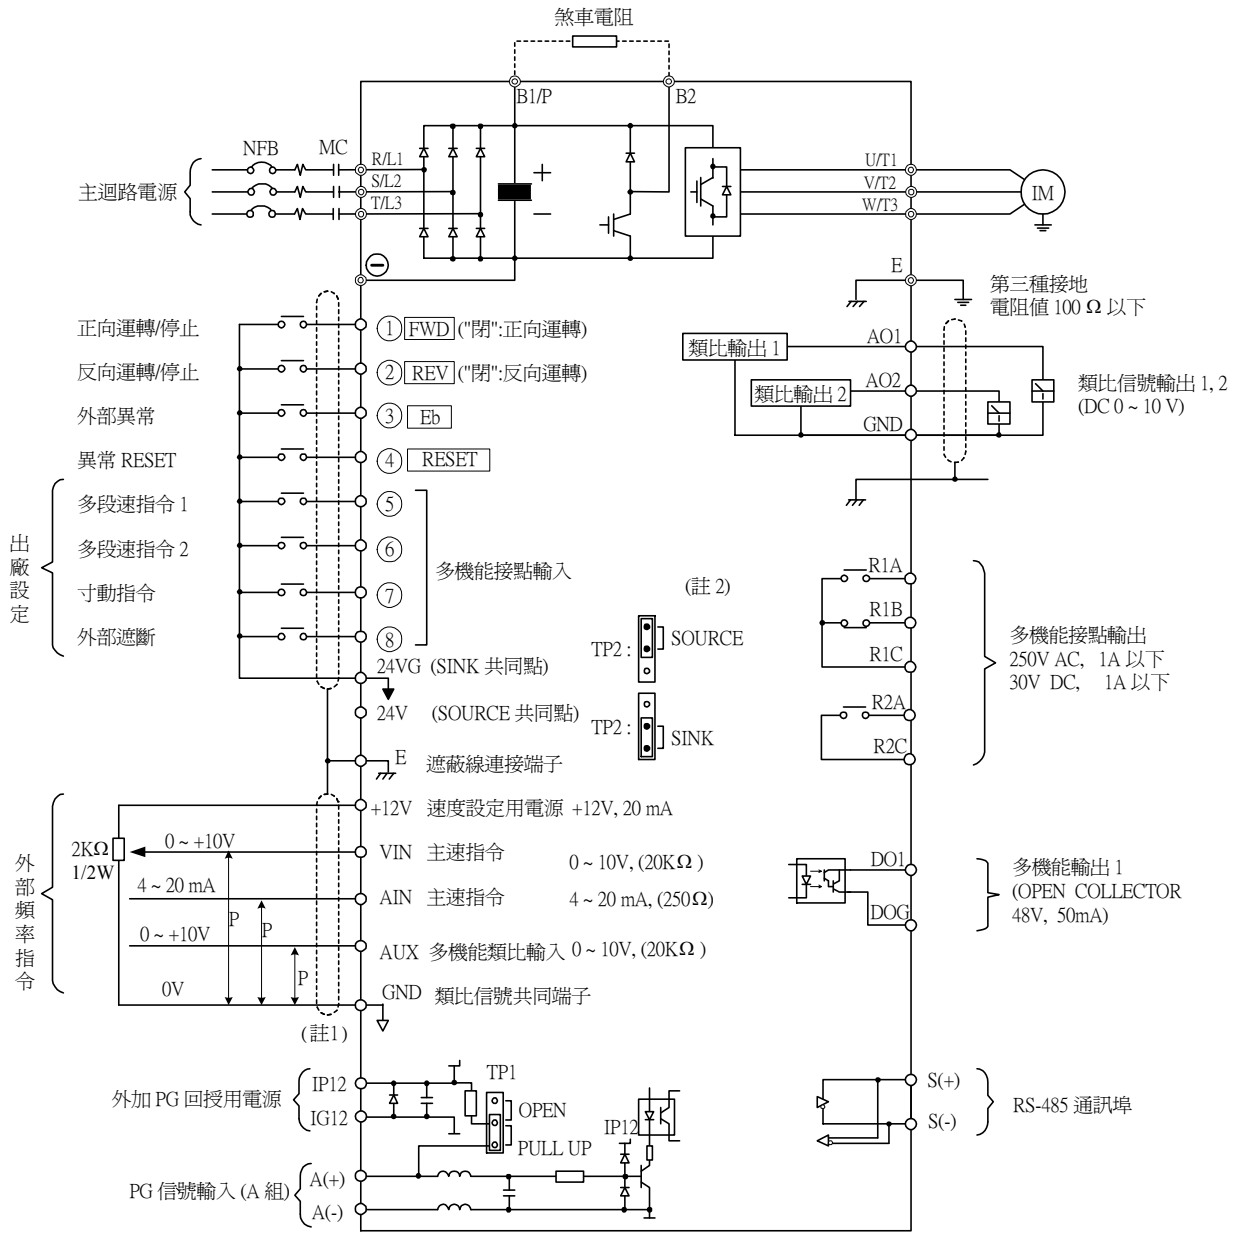 煞車電阻
B1/P
B2
NFB
MC
主迴路電源
R/L1
S/L2
T/L3
+
−
U/T1
V/T2
W/T3
IM
−
E
第三種接地
電阻值 100 Ω 以下
正向運轉/停止
① FWD ("閉":正向運轉)
反向運轉/停止
② REV ("閉":反向運轉)
外部異常
③ Eb
異常 RESET
④ RESET
出廠設定
多段速指令 1
⑤
多段速指令 2
⑥
寸動指令
⑦
外部遮斷
⑧
多機能接點輸入
24VG (SINK 共同點)
24V (SOURCE 共同點)
E 遮蔽線連接端子
類比輸出 1
AO1
類比輸出 2
AO2
GND
類比信號輸出 1, 2
(DC 0 ~ 10 V)
(註 2)
TP2 :
SOURCE
TP2 :
SINK
R1A
R1B
R1C
R2A
R2C
多機能接點輸出
250V AC, 1A 以下
30V DC, 1A 以下
外部頻率指令
2KΩ
1/2W
+12V 速度設定用電源 +12V, 20 mA
0 ~ +10V
VIN 主速指令 0 ~ 10V, (20KΩ )
4 ~ 20 mA
AIN 主速指令 4 ~ 20 mA, (250Ω)
0 ~ +10V
AUX 多機能類比輸入 0 ~ 10V, (20KΩ )
P
P
P
0V
GND 類比信號共同端子
(註1)
DO1
DOG
多機能輸出 1
(OPEN COLLECTOR
48V, 50mA)
外加 PG 回授用電源
IP12
IG12
TP1
OPEN
PULL UP
IP12
PG 信號輸入 (A 組)
A(+)
A(-)
S(+)
S(-)
RS-485 通訊埠